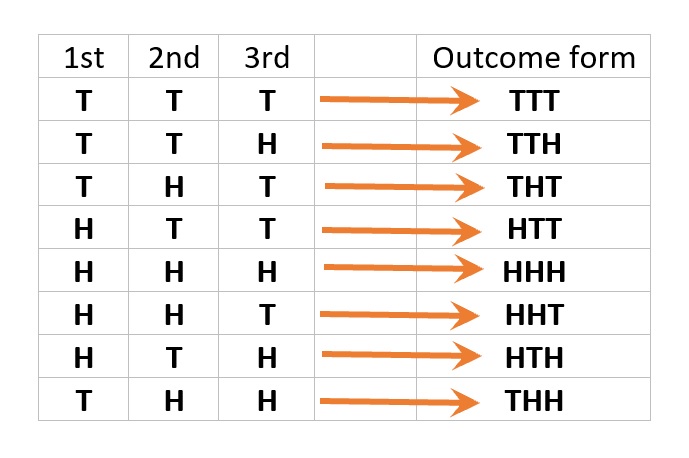 1st 2nd 3rd Outcome form
T T T TTT
T T H TTH
T H T THT
H T T HTT
H H H HHH
H H T HHT
H T H HTH
T H H THH